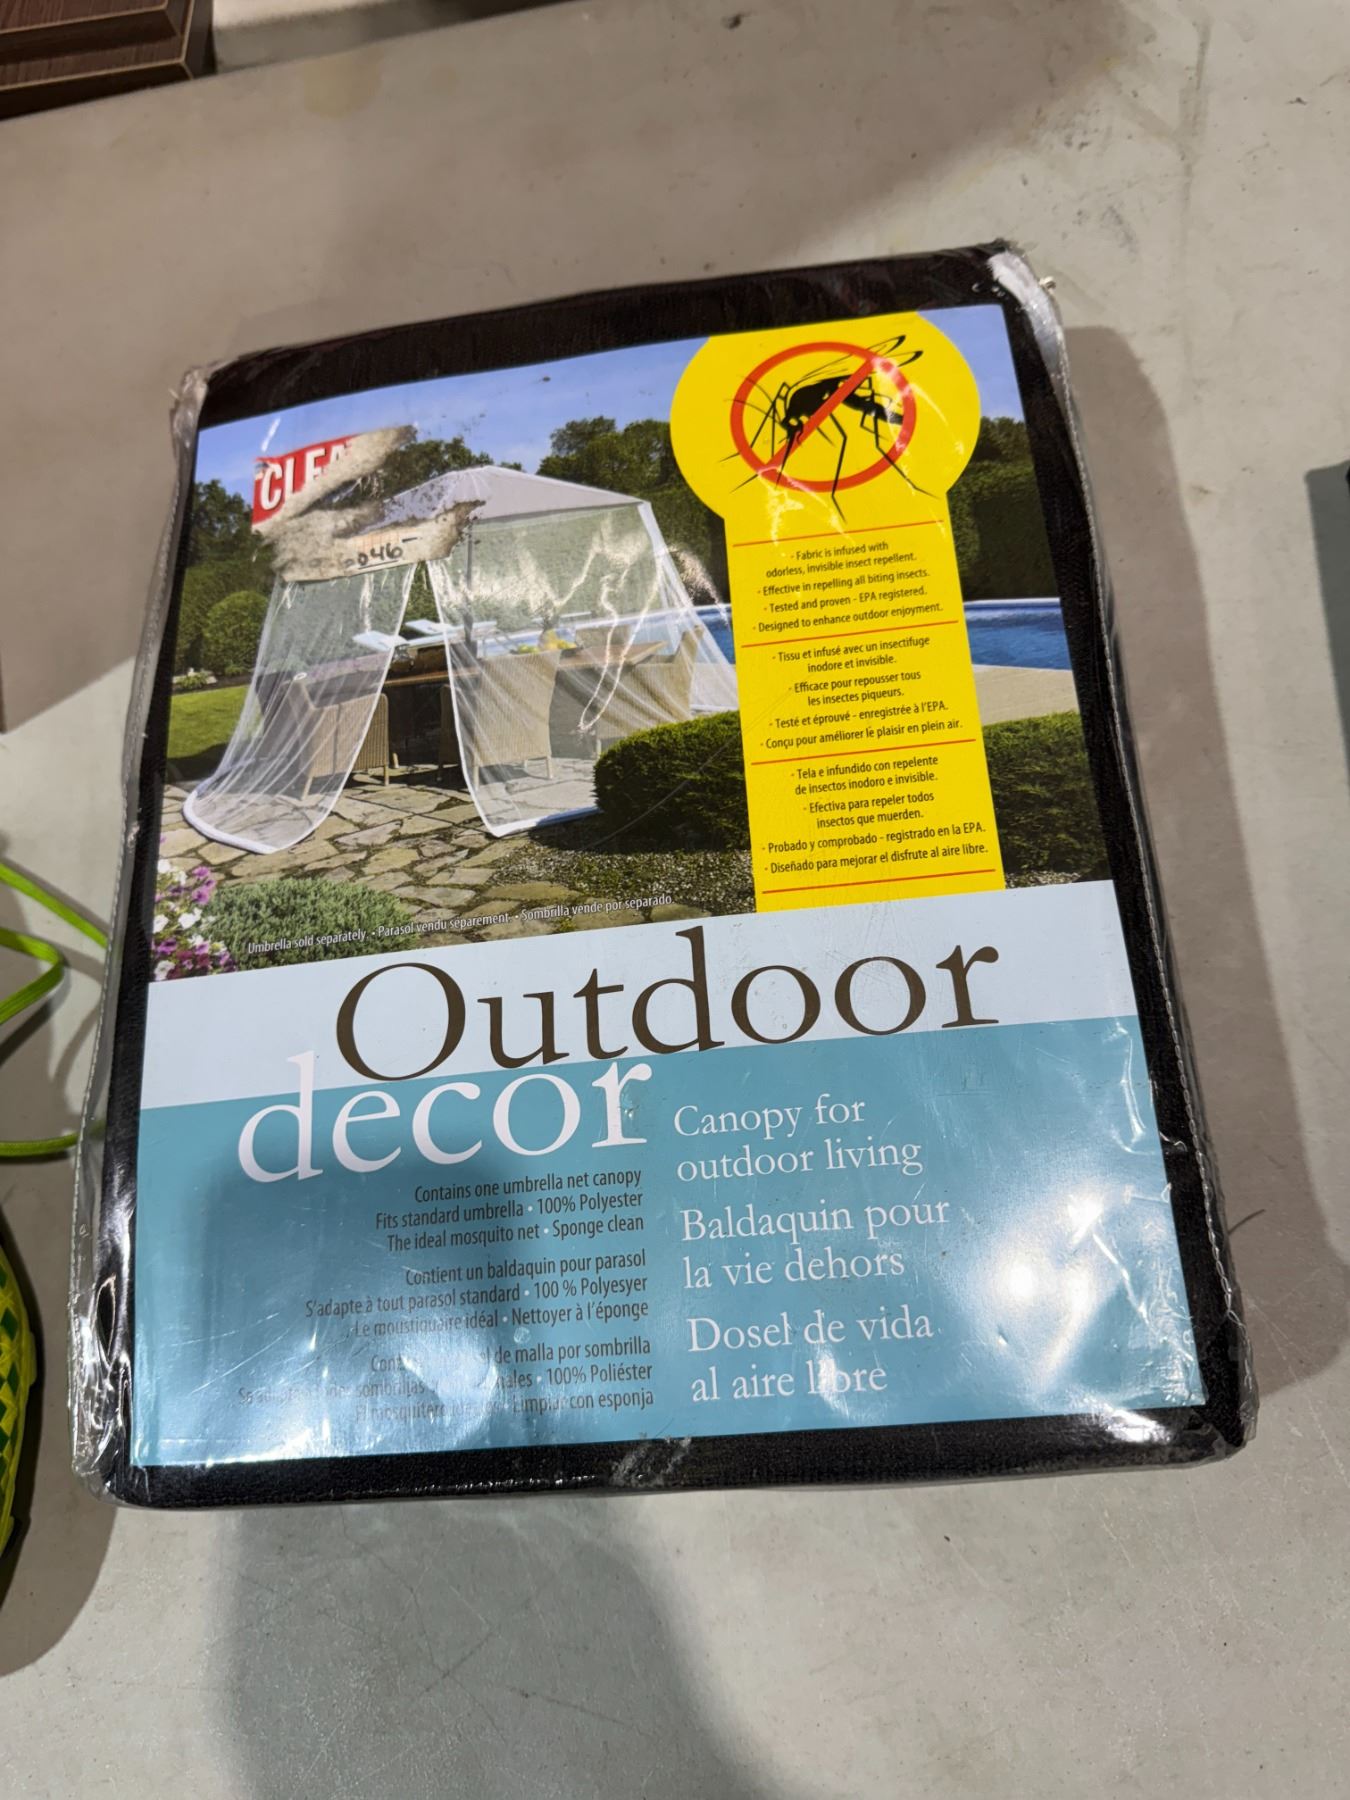 CLEA
046-
- Fabric is infused with
odorless, invisible insect repellent.
- Effective in repelling all biting insects.
- Tested and proven - EPA registered.
- Designed to enhance outdoor enjoyment.
- Tissu et infusé avec un insectifuge
inodore et invisible.
- Efficace pour repousser tous
les insectes piqueurs.
- Testé et éprouvé - enregistrée à l'EPA.
- Conçu pour améliorer le plaisir en plein air.
- Tela e infundido con repelente
de insectos inodoro e invisible.
- Efectiva para repeler todos
insectos que muerden.
- Probado y comprobado - registrado en la EPA.
- Diseñado para mejorar el disfrute al aire libre.
Umbrella sold separately. • Parasol vendu séparement. • Sombrilla vende por separado.
Outdoor
decor
Contains one umbrella net canopy
Fits standard umbrella • 100% Polyester
The ideal mosquito net • Sponge clean
Contient un baldaquin pour parasol
S'adapte à tout parasol standard • 100 % Polyesyer
Le moustiquaire idéal • Nettoyer à l'éponge
de malla por sombrilla
sombrillas • 100% Poliéster
El mosquitero • Limpiar con esponja
Canopy for
outdoor living
Baldaquin pour
la vie dehors
Dosel de vida
al aire libre